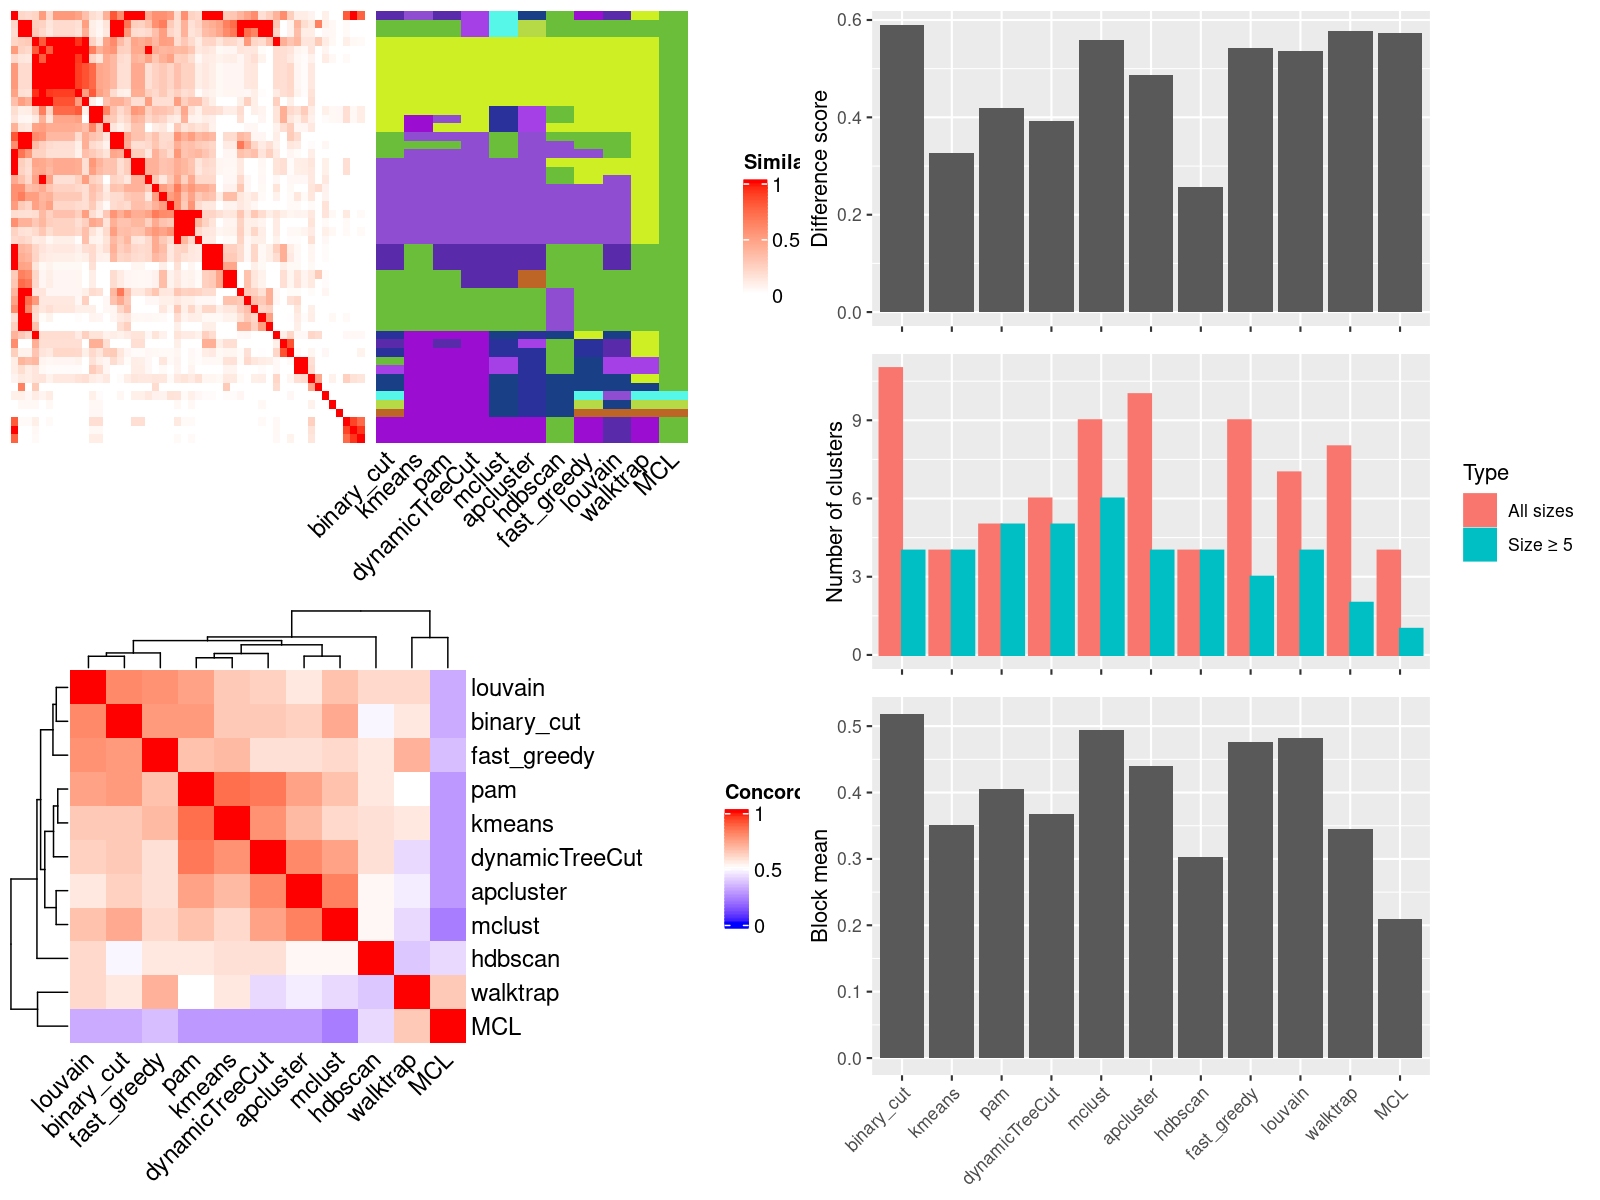 Simila
1
0.5
0
binary_cut
kmeans
pam
dynamicTreeCut
mclust
apcluster
hdbscan
fast_greedy
louvain
walktrap
MCL
louvain
binary_cut
fast_greedy
pam
kmeans
dynamicTreeCut
apcluster
mclust
hdbscan
walktrap
MCL
louvain
binary_cut
fast_greedy
pam
kmeans
dynamicTreeCut
apcluster
mclust
hdbscan
walktrap
MCL
Concord
1
0.5
0
Difference score
0.6
0.4
0.2
0.0
Number of clusters
9
6
3
0
Type
All sizes
Size ≥ 5
Block mean
0.5
0.4
0.3
0.2
0.1
0.0
binary_cut
kmeans
pam
dynamicTreeCut
mclust
apcluster
hdbscan
fast_greedy
louvain
walktrap
MCL